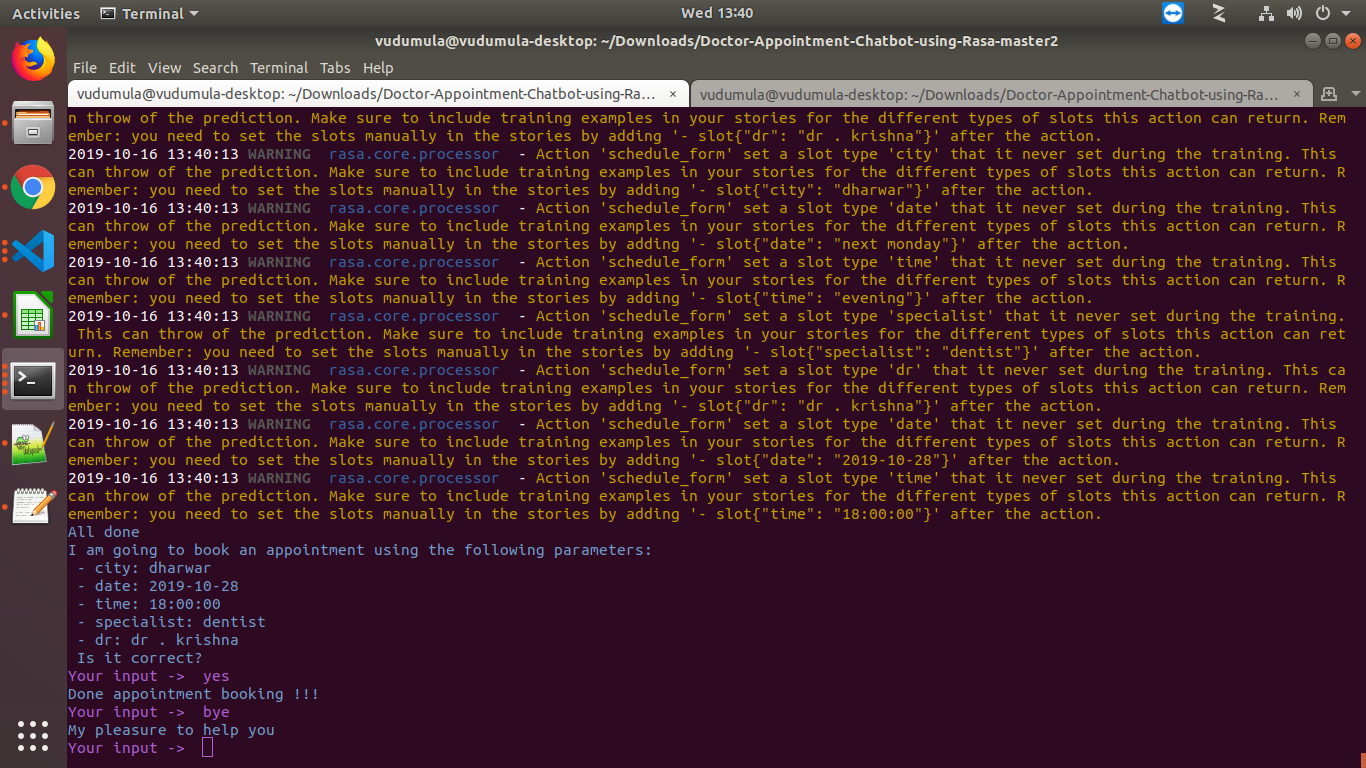 Activities
Terminal
Wed 13:40
vudumula@vudumula-desktop: ~/Downloads/Doctor-Appointment-Chatbot-using-Rasa-master2
File Edit View Search Terminal Tabs Help
vudumula@vudumula-desktop: ~/Downloads/Doctor-Appointment-Chatbot-using-Ra... ×
vudumula@vudumula-desktop: ~/Downloads/Doctor-Appointment-Chatbot-using-Ra... ×
n throw of the prediction. Make sure to include training examples in your stories for the different types of slots this action can return. Rem
ember: you need to set the slots manually in the stories by adding '- slot{"dr": "dr . krishna"}' after the action.
2019-10-16 13:40:13 WARNING  rasa.core.processor  - Action 'schedule_form' set a slot type 'city' that it never set during the training. This
can throw of the prediction. Make sure to include training examples in your stories for the different types of slots this action can return. R
emember: you need to set the slots manually in the stories by adding '- slot{"city": "dharwar"}' after the action.
2019-10-16 13:40:13 WARNING  rasa.core.processor  - Action 'schedule_form' set a slot type 'date' that it never set during the training. This
can throw of the prediction. Make sure to include training examples in your stories for the different types of slots this action can return. R
emember: you need to set the slots manually in the stories by adding '- slot{"date": "next monday"}' after the action.
2019-10-16 13:40:13 WARNING  rasa.core.processor  - Action 'schedule_form' set a slot type 'time' that it never set during the training. This
can throw of the prediction. Make sure to include training examples in your stories for the different types of slots this action can return. R
emember: you need to set the slots manually in the stories by adding '- slot{"time": "evening"}' after the action.
2019-10-16 13:40:13 WARNING  rasa.core.processor  - Action 'schedule_form' set a slot type 'specialist' that it never set during the training.
 This can throw of the prediction. Make sure to include training examples in your stories for the different types of slots this action can ret
urn. Remember: you need to set the slots manually in the stories by adding '- slot{"specialist": "dentist"}' after the action.
2019-10-16 13:40:13 WARNING  rasa.core.processor  - Action 'schedule_form' set a slot type 'dr' that it never set during the training. This ca
n throw of the prediction. Make sure to include training examples in your stories for the different types of slots this action can return. Rem
ember: you need to set the slots manually in the stories by adding '- slot{"dr": "dr . krishna"}' after the action.
2019-10-16 13:40:13 WARNING  rasa.core.processor  - Action 'schedule_form' set a slot type 'date' that it never set during the training. This
can throw of the prediction. Make sure to include training examples in your stories for the different types of slots this action can return. R
emember: you need to set the slots manually in the stories by adding '- slot{"date": "2019-10-28"}' after the action.
2019-10-16 13:40:13 WARNING  rasa.core.processor  - Action 'schedule_form' set a slot type 'time' that it never set during the training. This
can throw of the prediction. Make sure to include training examples in your stories for the different types of slots this action can return. R
emember: you need to set the slots manually in the stories by adding '- slot{"time": "18:00:00"}' after the action.
All done
I am going to book an appointment using the following parameters:
 - city: dharwar
 - date: 2019-10-28
 - time: 18:00:00
 - specialist: dentist
 - dr: dr . krishna
 Is it correct?
Your input ->  yes
Done appointment booking !!!
Your input ->  bye
My pleasure to help you
Your input ->